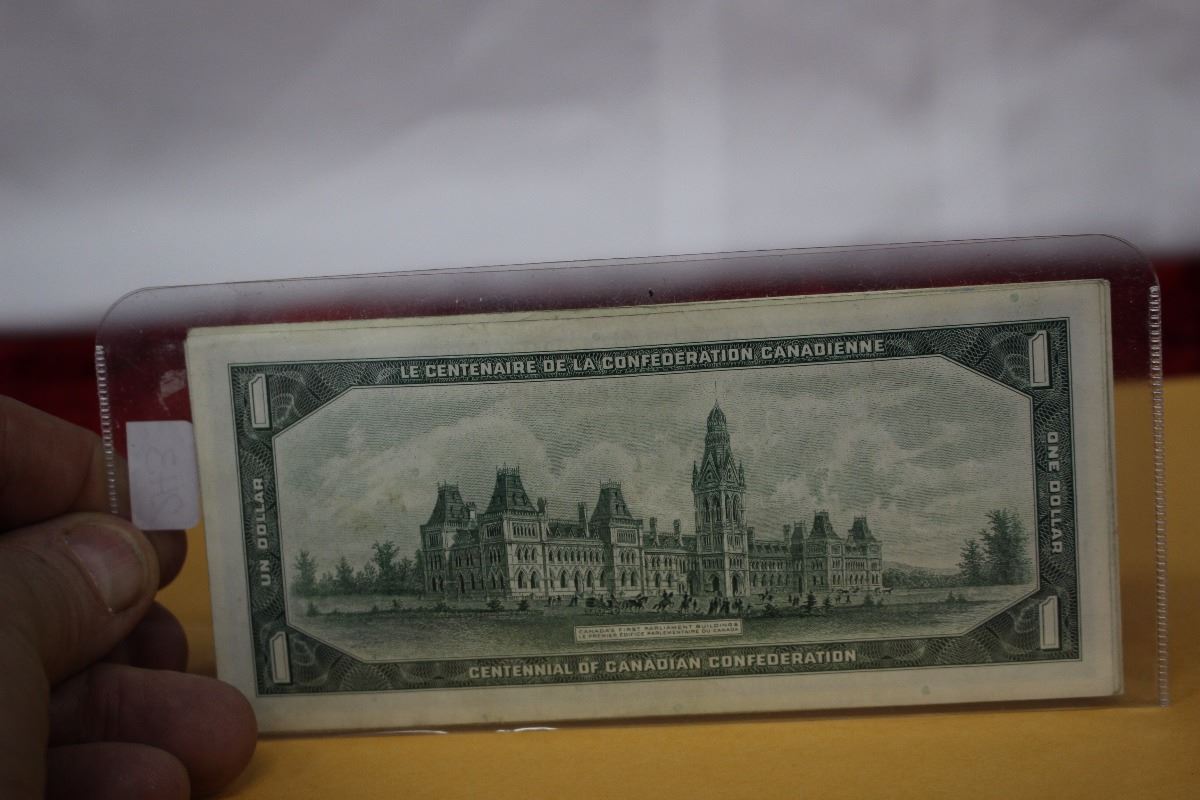 LE CENTENAIRE DE LA CONFEDERATION CANADIENNE
1
1
UN DOLLAR
ONE DOLLAR
CANADA'S FIRST PARLIAMENT BUILDINGS
LE PREMIER ÉDIFICE PARLEMENTAIRE DU CANADA
1
1
CENTENNIAL OF CANADIAN CONFEDERATION